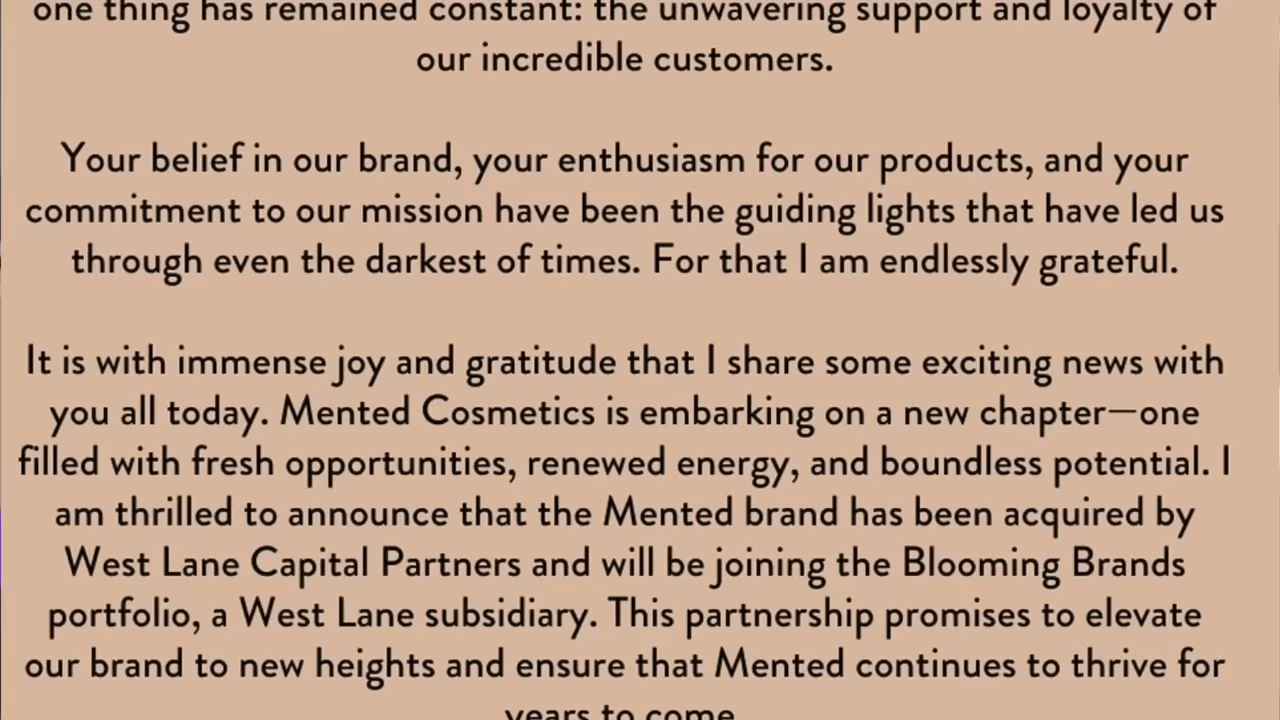 one thing has remained constant: the unwavering support and loyalty of
our incredible customers.
Your belief in our brand, your enthusiasm for our products, and your
commitment to our mission have been the guiding lights that have led us
through even the darkest of times. For that I am endlessly grateful.
It is with immense joy and gratitude that I share some exciting news with
you all today. Mented Cosmetics is embarking on a new chapter—one
filled with fresh opportunities, renewed energy, and boundless potential. I
am thrilled to announce that the Mented brand has been acquired by
West Lane Capital Partners and will be joining the Blooming Brands
portfolio, a West Lane subsidiary. This partnership promises to elevate
our brand to new heights and ensure that Mented continues to thrive for
years to come